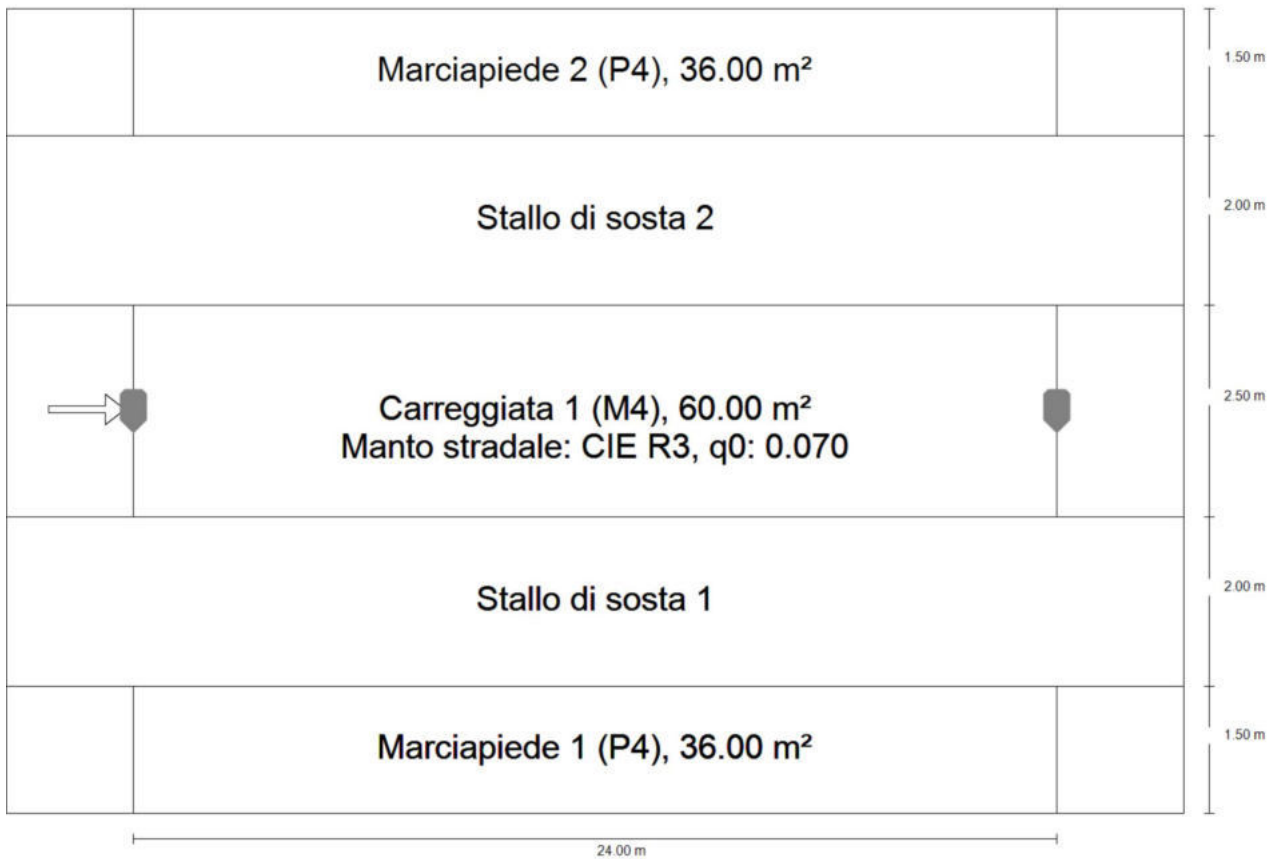 Marciapiede 2 (P4), 36.00 m²
1.50 m
Stallo di sosta 2
2.00 m
2.50 m
Carreggiata 1 (M4), 60.00 m²
Manto stradale: CIE R3, q0: 0.070
Stallo di sosta 1
2.00 m
Marciapiede 1 (P4), 36.00 m²
1.50 m
24.00 m